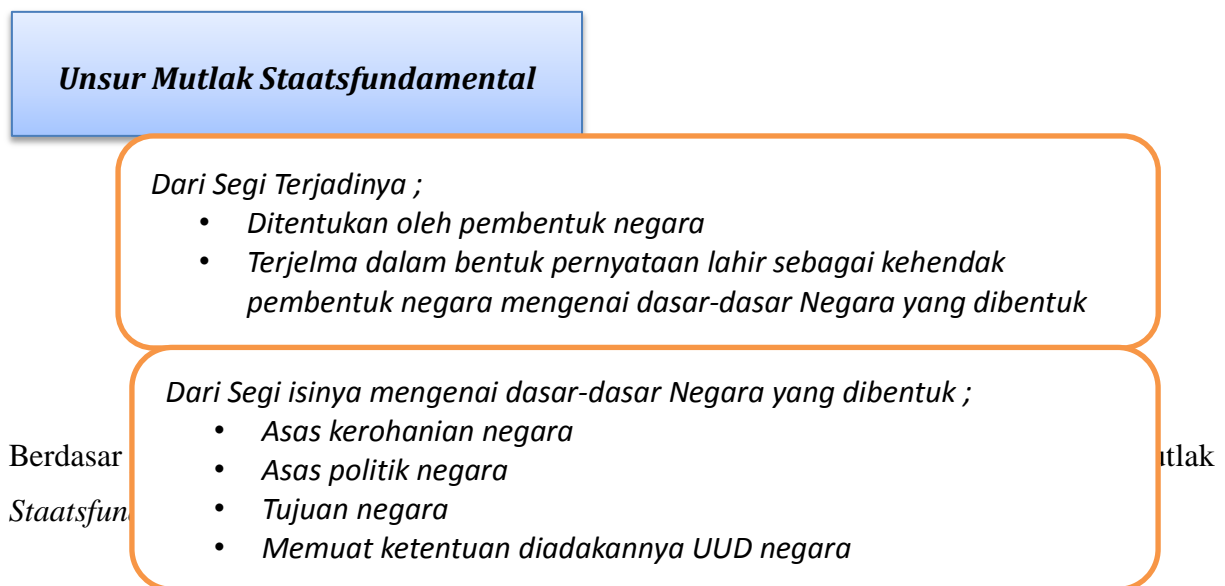 Unsur Mutlak Staatsfundamental
Dari Segi Terjadinya ;
• Ditentukan oleh pembentuk negara
• Terjelma dalam bentuk pernyataan lahir sebagai kehendak
pembentuk negara mengenai dasar-dasar Negara yang dibentuk
Dari Segi isinya mengenai dasar-dasar Negara yang dibentuk ;
• Asas kerohanian negara
• Asas politik negara
• Tujuan negara
• Memuat ketentuan diadakannya UUD negara
Berdasar